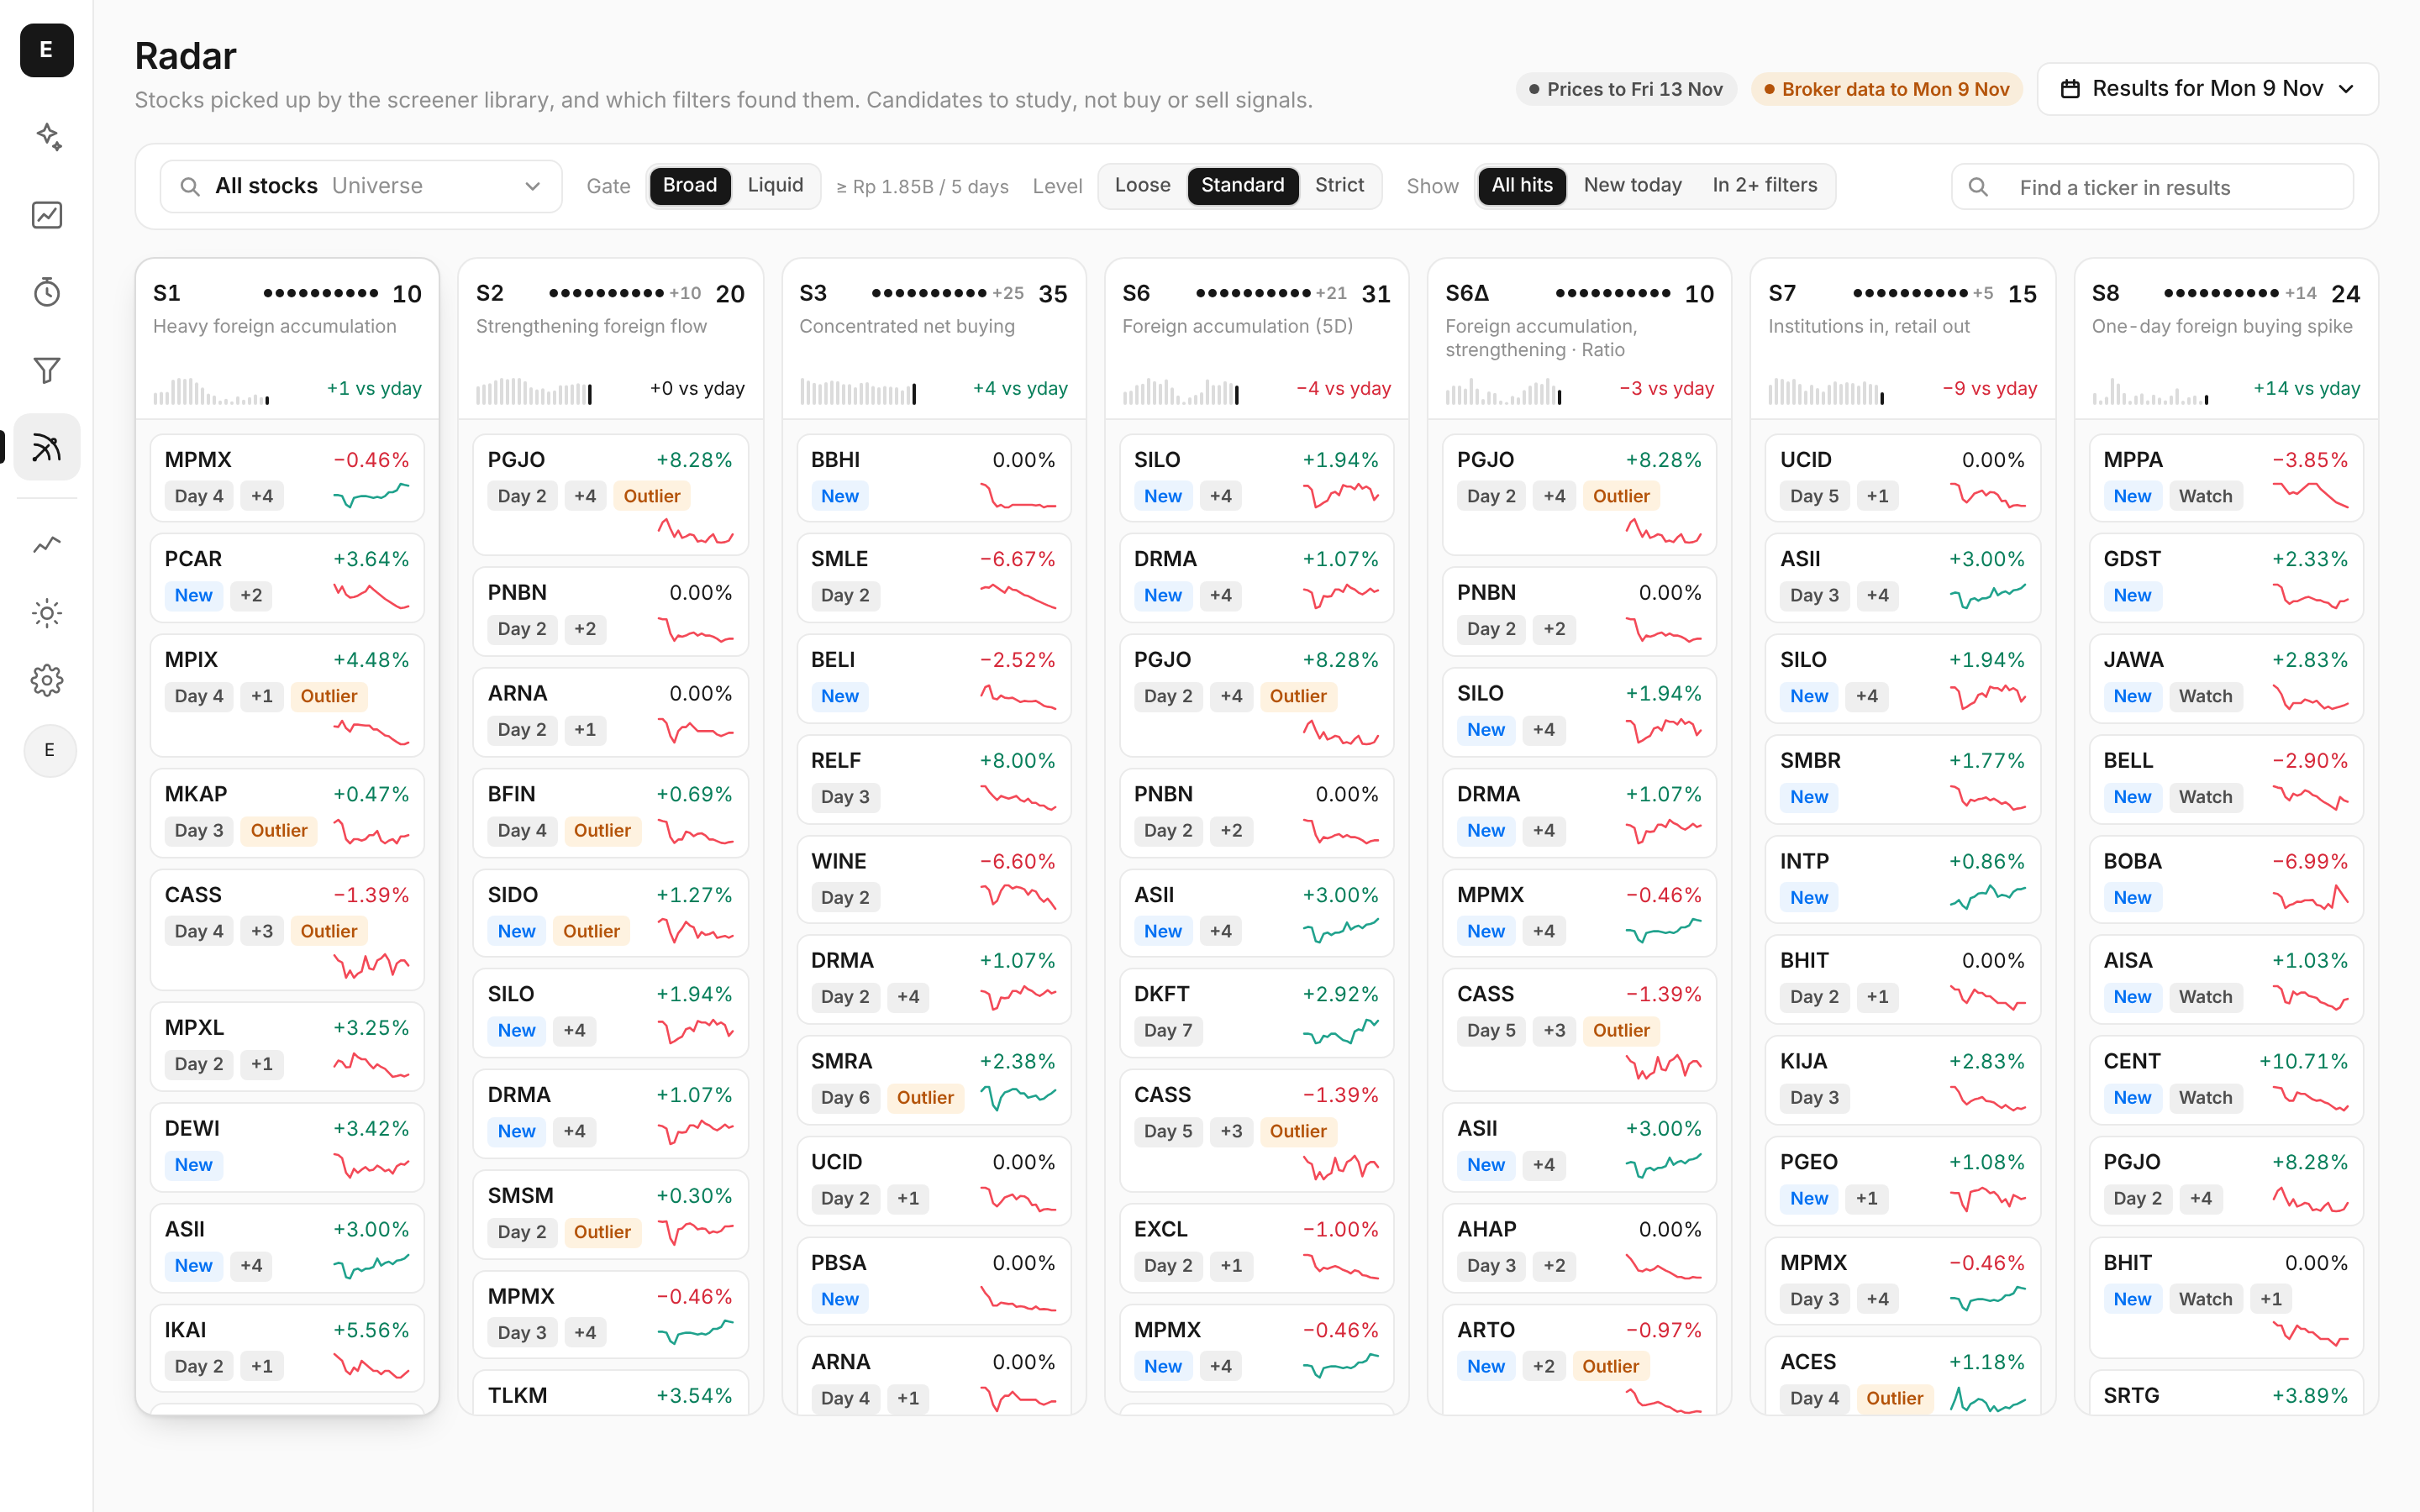 E
Radar
Stocks picked up by the screener library, and which filters found them. Candidates to study, not buy or sell signals.
Prices to Fri 13 Nov
Broker data to Mon 9 Nov
Results for Mon 9 Nov
All stocks Universe
Gate Broad Liquid ≥ Rp 1.85B / 5 days
Level Loose Standard Strict
Show All hits New today In 2+ filters
Find a ticker in results
E
S1 10
Heavy foreign accumulation
+1 vs yday
MPMX −0.46%
Day 4 +4
PCAR +3.64%
New +2
MPIX +4.48%
Day 4 +1 Outlier
MKAP +0.47%
Day 3 Outlier
CASS −1.39%
Day 4 +3 Outlier
MPXL +3.25%
Day 2 +1
DEWI +3.42%
New
ASII +3.00%
New +4
IKAI +5.56%
Day 2 +1
S2 +10 20
Strengthening foreign flow
+0 vs yday
PGJO +8.28%
Day 2 +4 Outlier
PNBN 0.00%
Day 2 +2
ARNA 0.00%
Day 2 +1
BFIN +0.69%
Day 4 Outlier
SIDO +1.27%
New Outlier
SILO +1.94%
New +4
DRMA +1.07%
New +4
SMSM +0.30%
Day 2 Outlier
MPMX −0.46%
Day 3 +4
TLKM +3.54%
S3 +25 35
Concentrated net buying
+4 vs yday
BBHI 0.00%
New
SMLE −6.67%
Day 2
BELI −2.52%
New
RELF +8.00%
Day 3
WINE −6.60%
Day 2
DRMA +1.07%
Day 2 +4
SMRA +2.38%
Day 6 Outlier
UCID 0.00%
Day 2 +1
PBSA 0.00%
New
ARNA 0.00%
Day 4 +1
S6 +21 31
Foreign accumulation (5D)
−4 vs yday
SILO +1.94%
New +4
DRMA +1.07%
New +4
PGJO +8.28%
Day 2 +4 Outlier
PNBN 0.00%
Day 2 +2
ASII +3.00%
New +4
DKFT +2.92%
Day 7
CASS −1.39%
Day 5 +3 Outlier
EXCL −1.00%
Day 2 +1
MPMX −0.46%
New +4
S6Δ 10
Foreign accumulation,
strengthening · Ratio
−3 vs yday
PGJO +8.28%
Day 2 +4 Outlier
PNBN 0.00%
Day 2 +2
SILO +1.94%
New +4
DRMA +1.07%
New +4
MPMX −0.46%
New +4
CASS −1.39%
Day 5 +3 Outlier
ASII +3.00%
New +4
AHAP 0.00%
Day 3 +2
ARTO −0.97%
New +2 Outlier
S7 +5 15
Institutions in, retail out
−9 vs yday
UCID 0.00%
Day 5 +1
ASII +3.00%
Day 3 +4
SILO +1.94%
New +4
SMBR +1.77%
New
INTP +0.86%
New
BHIT 0.00%
Day 2 +1
KIJA +2.83%
Day 3
PGEO +1.08%
New +1
MPMX −0.46%
Day 3 +4
ACES +1.18%
Day 4 Outlier
S8 +14 24
One-day foreign buying spike
+14 vs yday
MPPA −3.85%
New Watch
GDST +2.33%
New
JAWA +2.83%
New Watch
BELL −2.90%
New Watch
BOBA −6.99%
New
AISA +1.03%
New Watch
CENT +10.71%
New Watch
PGJO +8.28%
Day 2 +4
BHIT 0.00%
New Watch +1
SRTG +3.89%